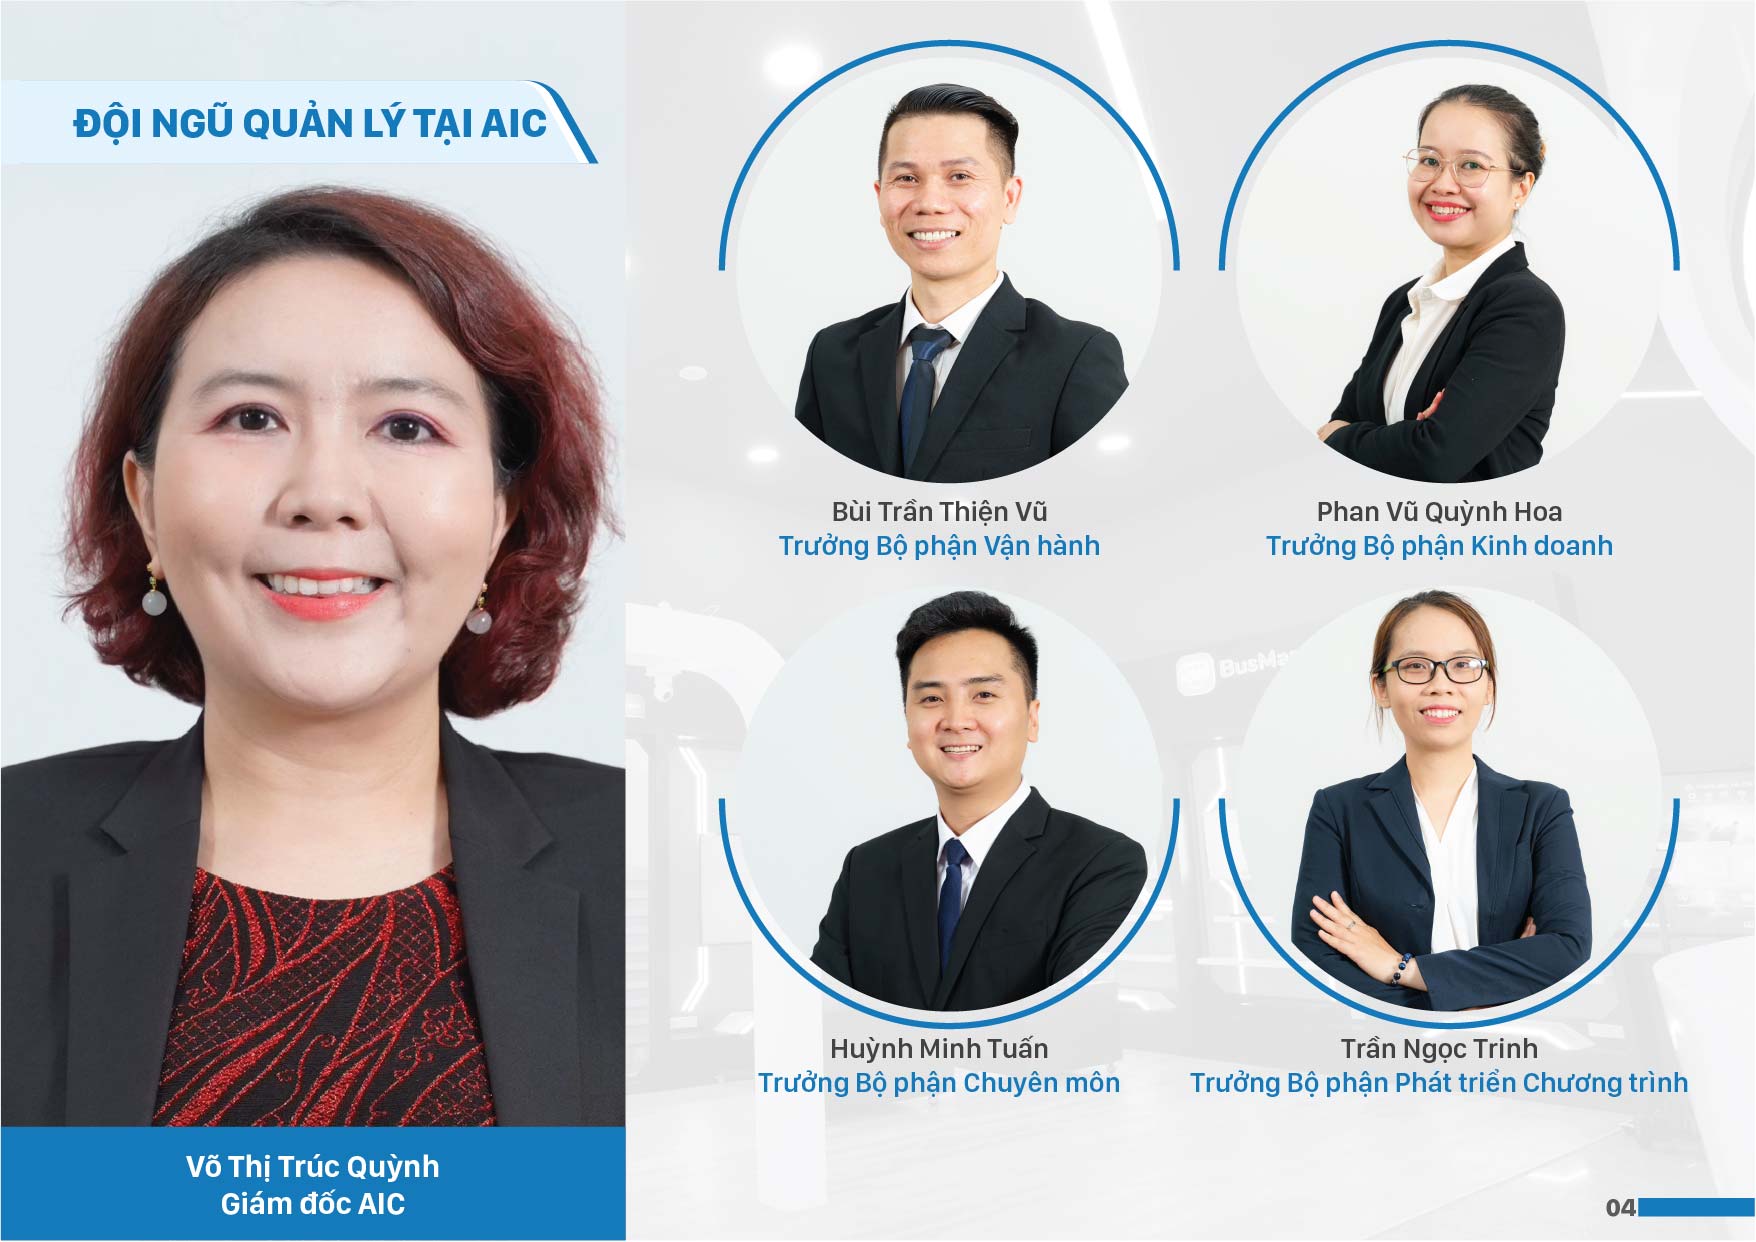 ĐỘI NGŨ QUẢN LÝ TẠI AIC
Võ Thị Trúc Quỳnh
Giám đốc AIC
Bùi Trần Thiện Vũ
Trưởng Bộ phận Vận hành
Phan Vũ Quỳnh Hoa
Trưởng Bộ phận Kinh doanh
Huỳnh Minh Tuấn
Trưởng Bộ phận Chuyên môn
Trần Ngọc Trinh
Trưởng Bộ phận Phát triển Chương trình
04